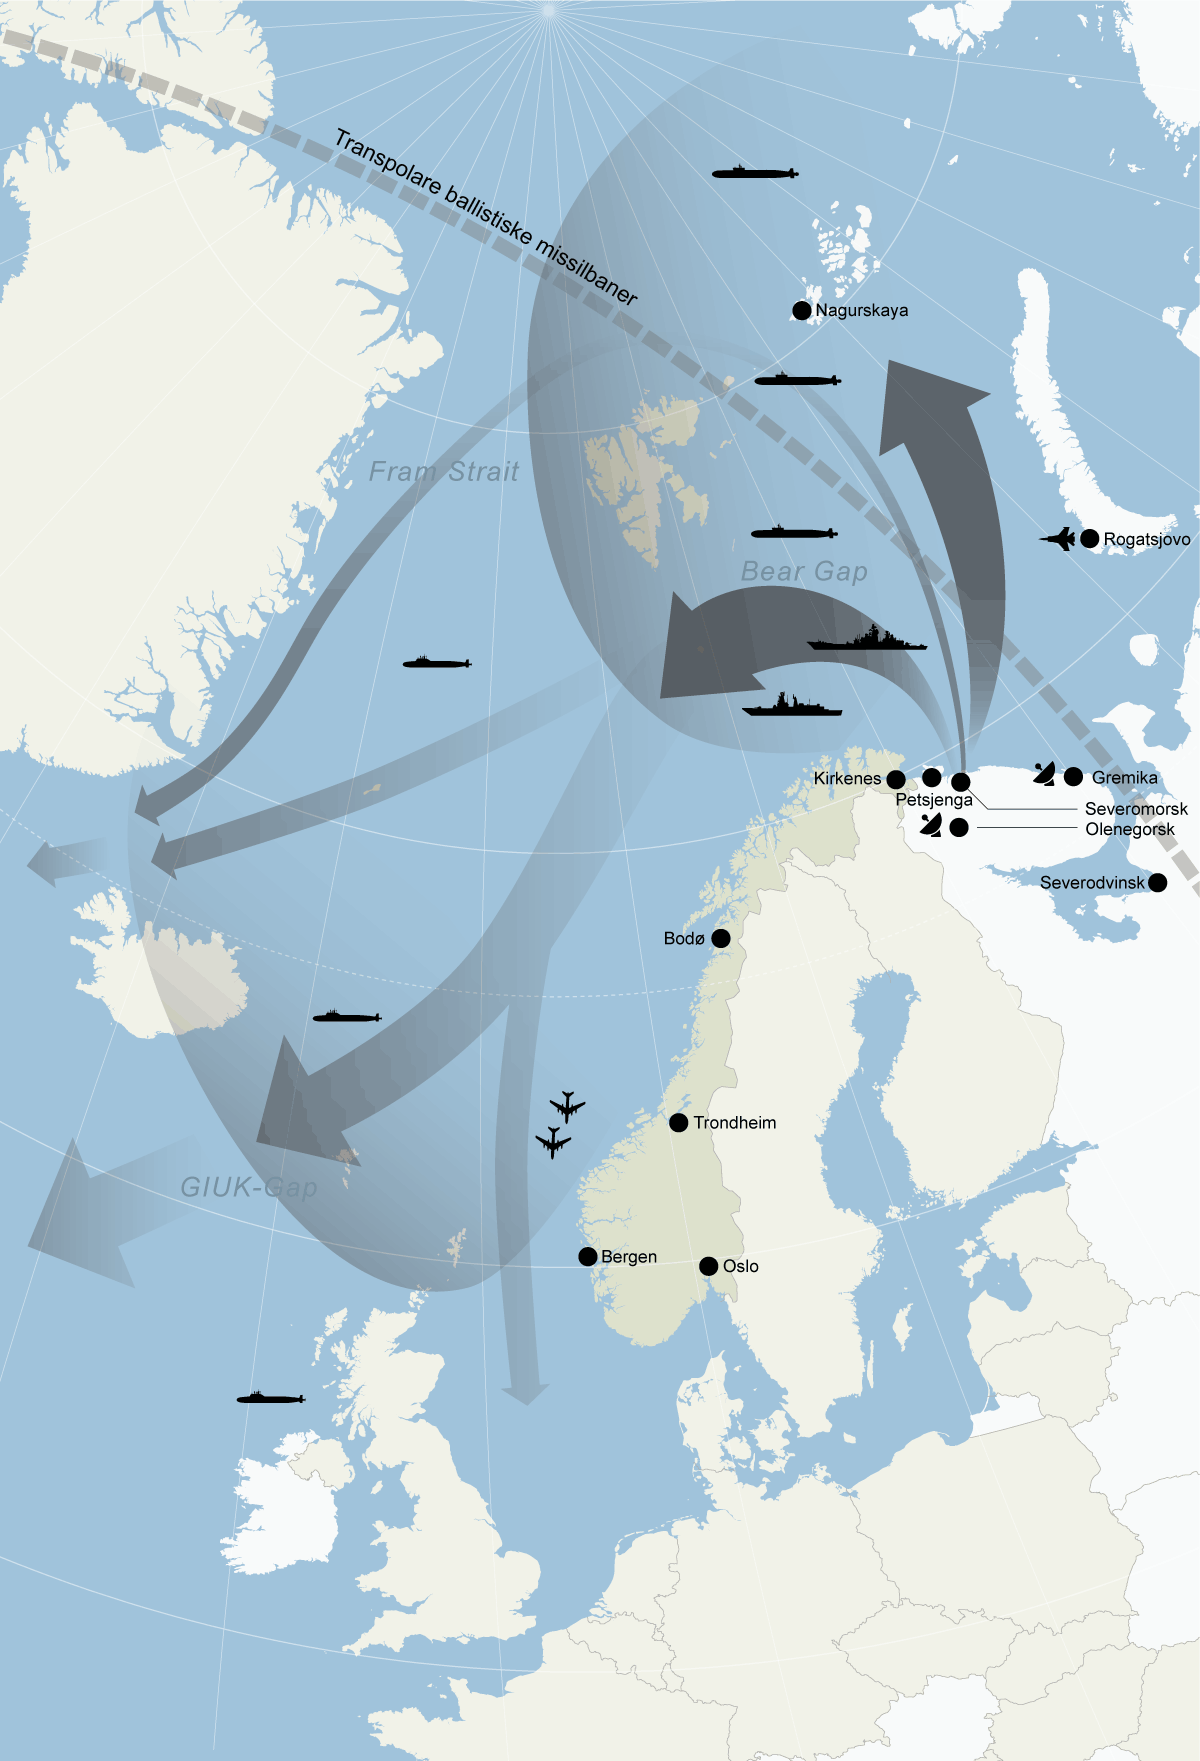 Transpolare ballistiske missilbaner
Nagurskaya
Fram Strait
Rogatsjovo
Bear Gap
Kirkenes
Gremika
Petsjenga
Severomorsk
Olenegorsk
Severodvinsk
Bodø
Trondheim
GIUK-Gap
Bergen
Oslo